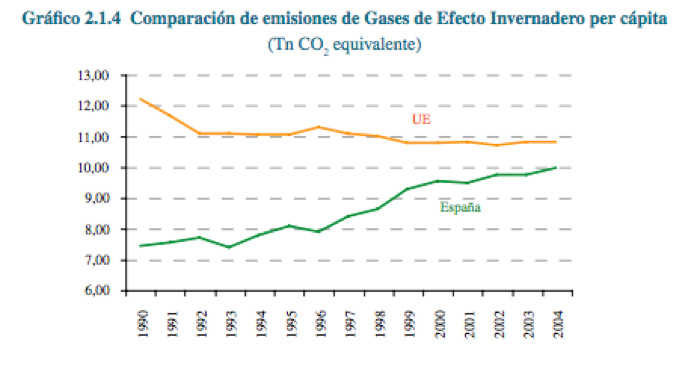 Gráfico 2.1.4 Comparación de emisiones de Gases de Efecto Invernadero per cápita
(Tn CO₂ equivalente)
13,00
12,00
UE
11,00
10,00
9,00
España
8,00
7,00
6,00
1990 1991 1992 1993 1994 1995 1996 1997 1998 1999 2000 2001 2002 2003 2004